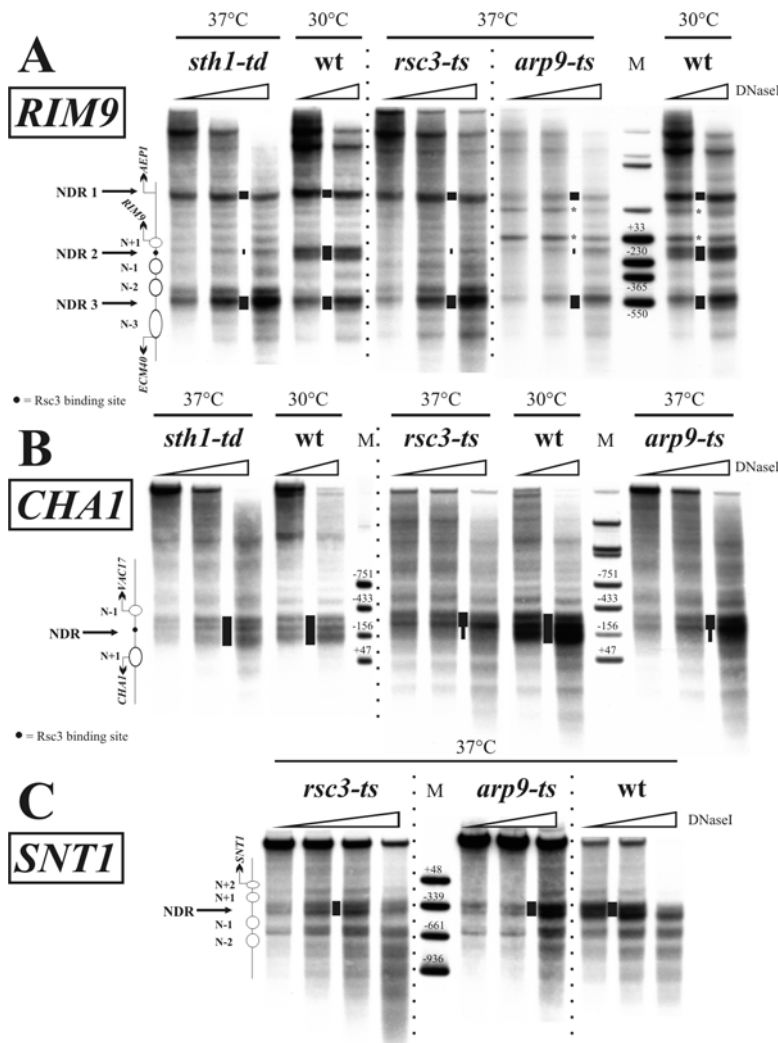 37°C 30°C 37°C 30°C
A sth1-td wt rsc3-ts arp9-ts M wt
RIM9
DNaseI
AEP1
NDR 1
RIM9
*
*
N+1
*
+33
*
NDR 2
-230
N-1
N-2
-365
NDR 3
-550
N-3
ECM40
● = Rsc3 binding site
37°C 30°C 37°C 30°C 37°C
B sth1-td wt M rsc3-ts wt M arp9-ts
DNaseI
CHA1
VAC17
-751 -751
-433 -433
N-1
NDR
-156 -156
N+1
+47 +47
CHA1
● = Rsc3 binding site
37°C
C rsc3-ts M arp9-ts wt
DNaseI
SNT1
SNT1
N+2
+48
N+1
-339
NDR
N-1
-661
N-2
-936